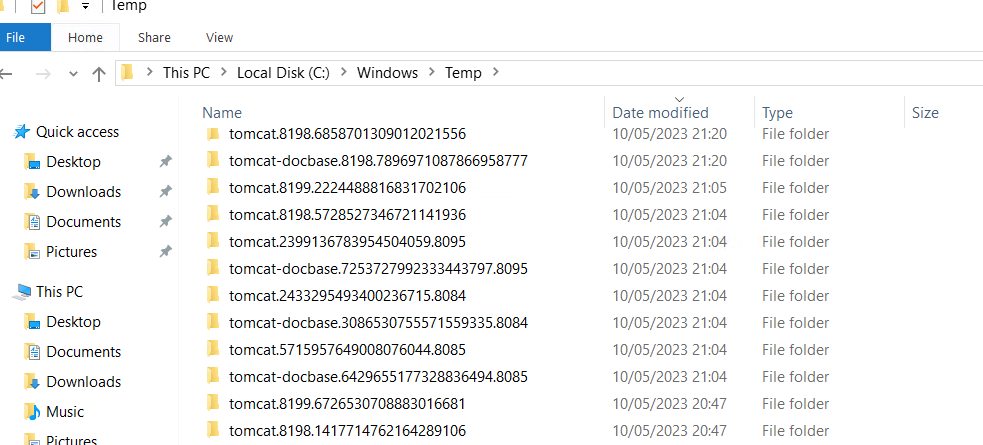 Temp
File Home Share View
This PC Local Disk (C:) Windows Temp
Name Date modified Type Size
Quick access
Desktop
Downloads
Documents
Pictures
This PC
Desktop
Documents
Downloads
Music
Pictures
tomcat.8198.6858701309012021556 10/05/2023 21:20 File folder
tomcat-docbase.8198.7896971087866958777 10/05/2023 21:20 File folder
tomcat.8199.2224488816831702106 10/05/2023 21:05 File folder
tomcat.8198.5728527346721141936 10/05/2023 21:04 File folder
tomcat.2399136783954504059.8095 10/05/2023 21:04 File folder
tomcat-docbase.7253727992333443797.8095 10/05/2023 21:04 File folder
tomcat.2433295493400236715.8084 10/05/2023 21:04 File folder
tomcat-docbase.3086530755571559335.8084 10/05/2023 21:04 File folder
tomcat.5715957649008076044.8085 10/05/2023 21:04 File folder
tomcat-docbase.6429655177328836494.8085 10/05/2023 21:04 File folder
tomcat.8199.6726530708883016681 10/05/2023 20:47 File folder
tomcat.8198.1417714762164289106 10/05/2023 20:47 File folder